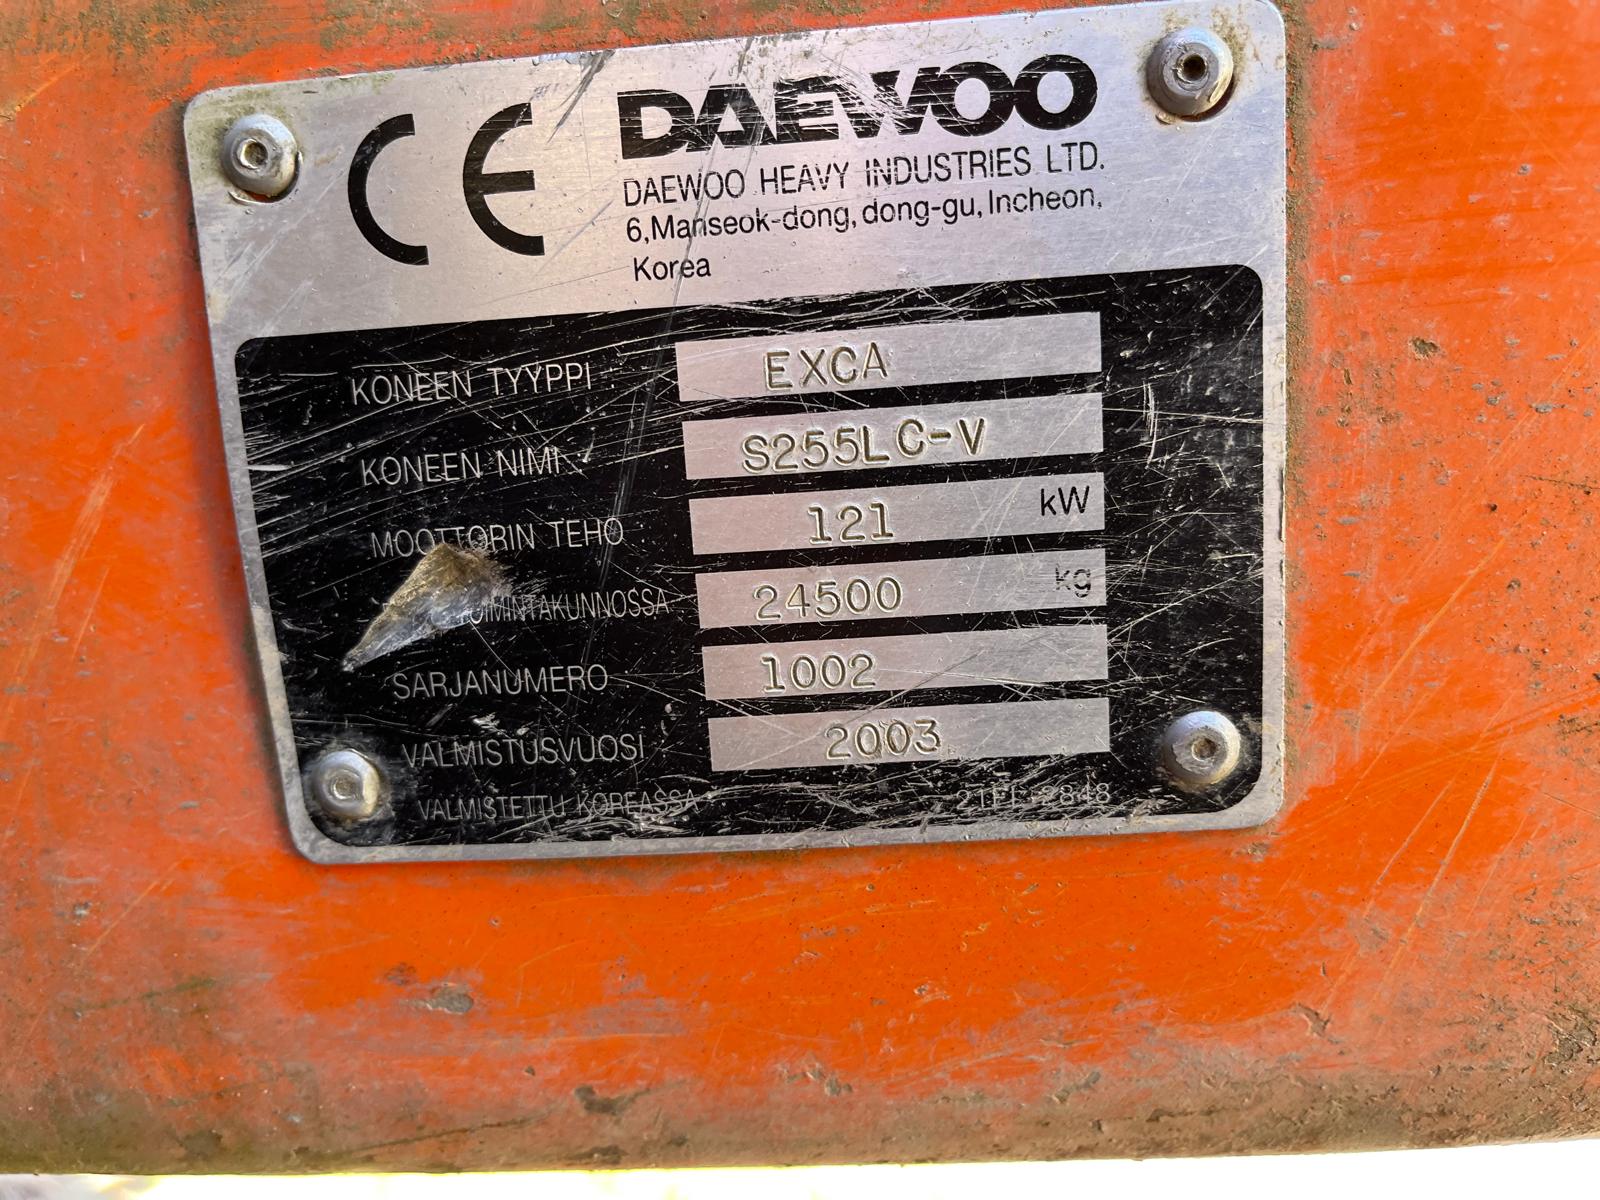 CE
DAEWOO
DAEWOO HEAVY INDUSTRIES LTD.
6,Manseok-dong, dong-gu, Incheon,
Korea
KONEEN TYYPPI EXCA
KONEEN NIMI S255LC-V
MOOTTORIN TEHO 121 kW
TOIMINTAKUNNOSSA 24500 kg
SARJANUMERO 1002
VALMISTUSVUOSI 2003
VALMISTETTU KOREASSA